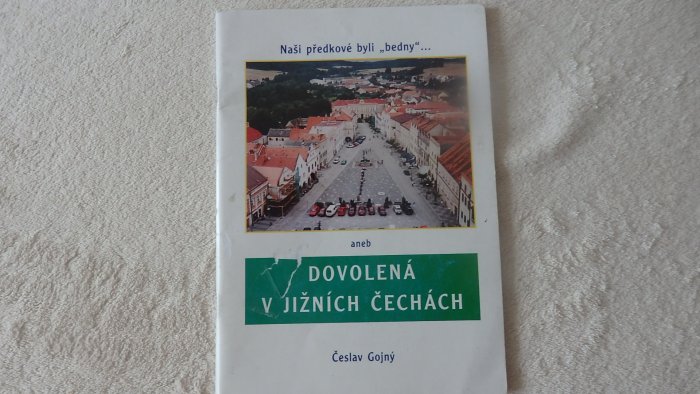 Naši předkové byli „bedny“...
aneb
DOVOLENÁ
V JIŽNÍCH ČECHÁCH
Česlav Gojný